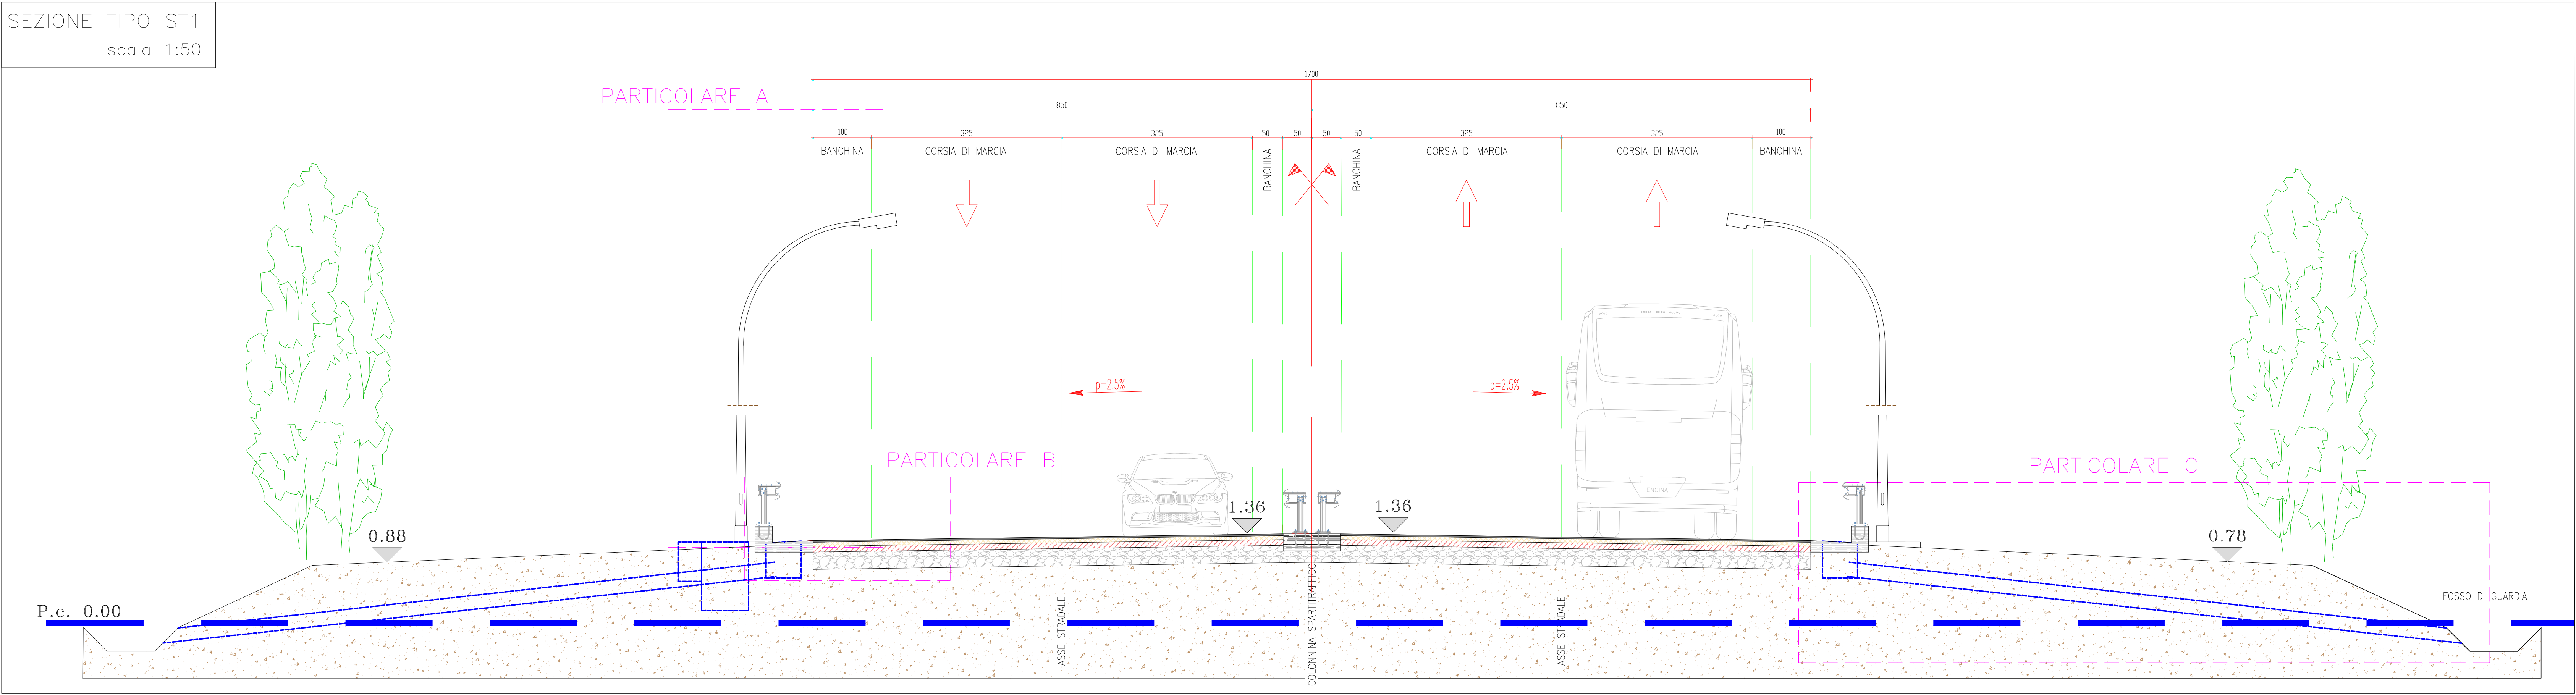 SEZIONE TIPO ST1
scala 1:50
1700
PARTICOLARE A
850 850
100 325 325 50 50 50 50 325 325 100
BANCHINA CORSIA DI MARCIA CORSIA DI MARCIA BANCHINA BANCHINA CORSIA DI MARCIA CORSIA DI MARCIA BANCHINA
p=2,5% p=2,5%
PARTICOLARE B
PARTICOLARE C
ENCINA
1.36 1.36
0.88
0.78
FOSSO DI GUARDIA
P.c. 0.00
ASSE STRADALE
COLONNINA SPARTITRAFFICO
ASSE STRADALE